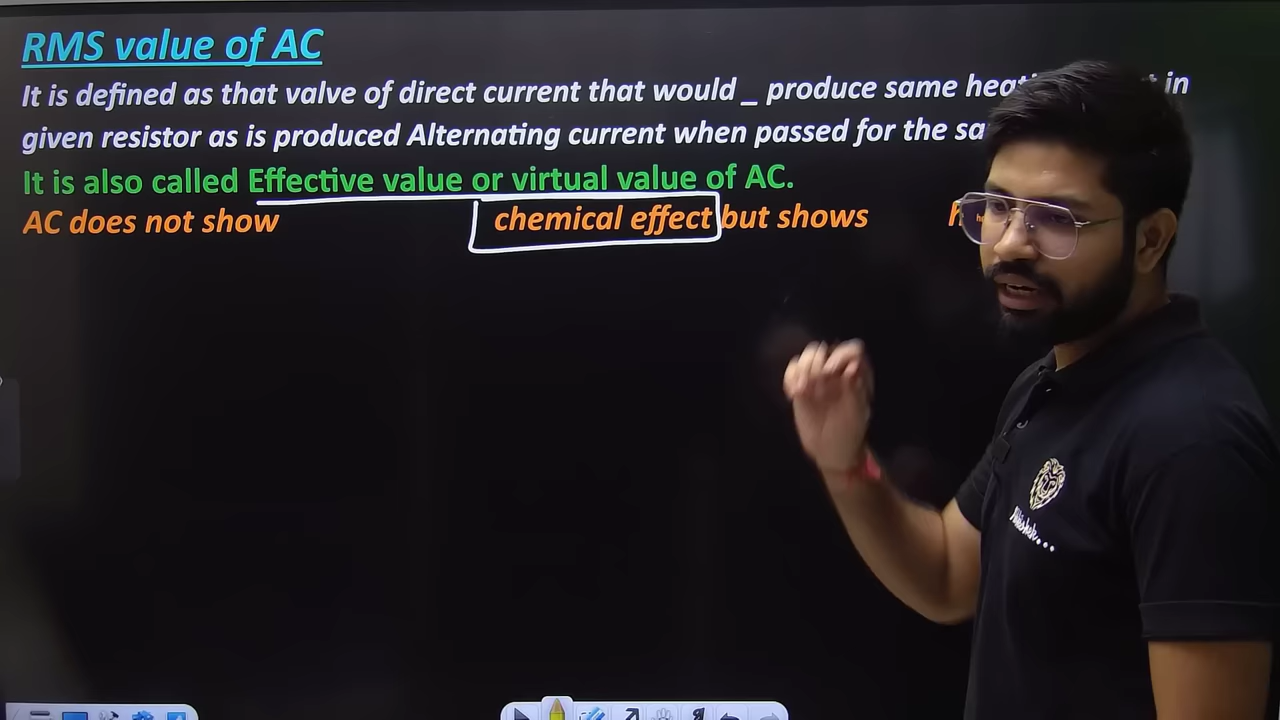 RMS value of AC
It is defined as that valve of direct current that would _ produce same in
given resistor as is produced Alternating current when passed for the
It is also called Effective value or virtual value of AC.
AC does not show chemical effect but shows